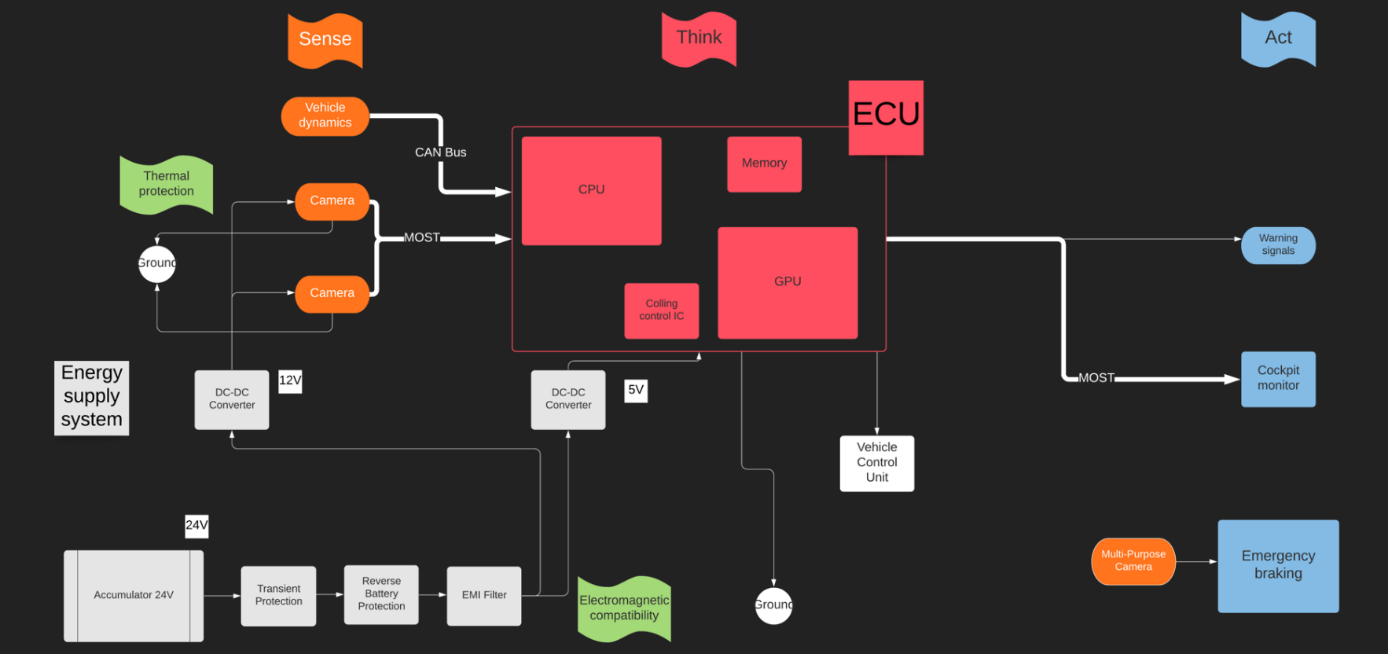 Sense
Think
Act
Vehicle
dynamics
ECU
CAN Bus
CPU
Memory
Thermal
protection
Camera
MOST
Ground
Camera
GPU
Colling
control IC
Warning
signals
Energy
supply
system
DC-DC
Converter
12V
DC-DC
Converter
5V
MOST
Cockpit
monitor
Vehicle
Control
Unit
24V
Accumulator 24V
Transient
Protection
Reverse
Battery
Protection
EMI Filter
Electromagnetic
compatibility
Ground
Multi-Purpose
Camera
Emergency
braking